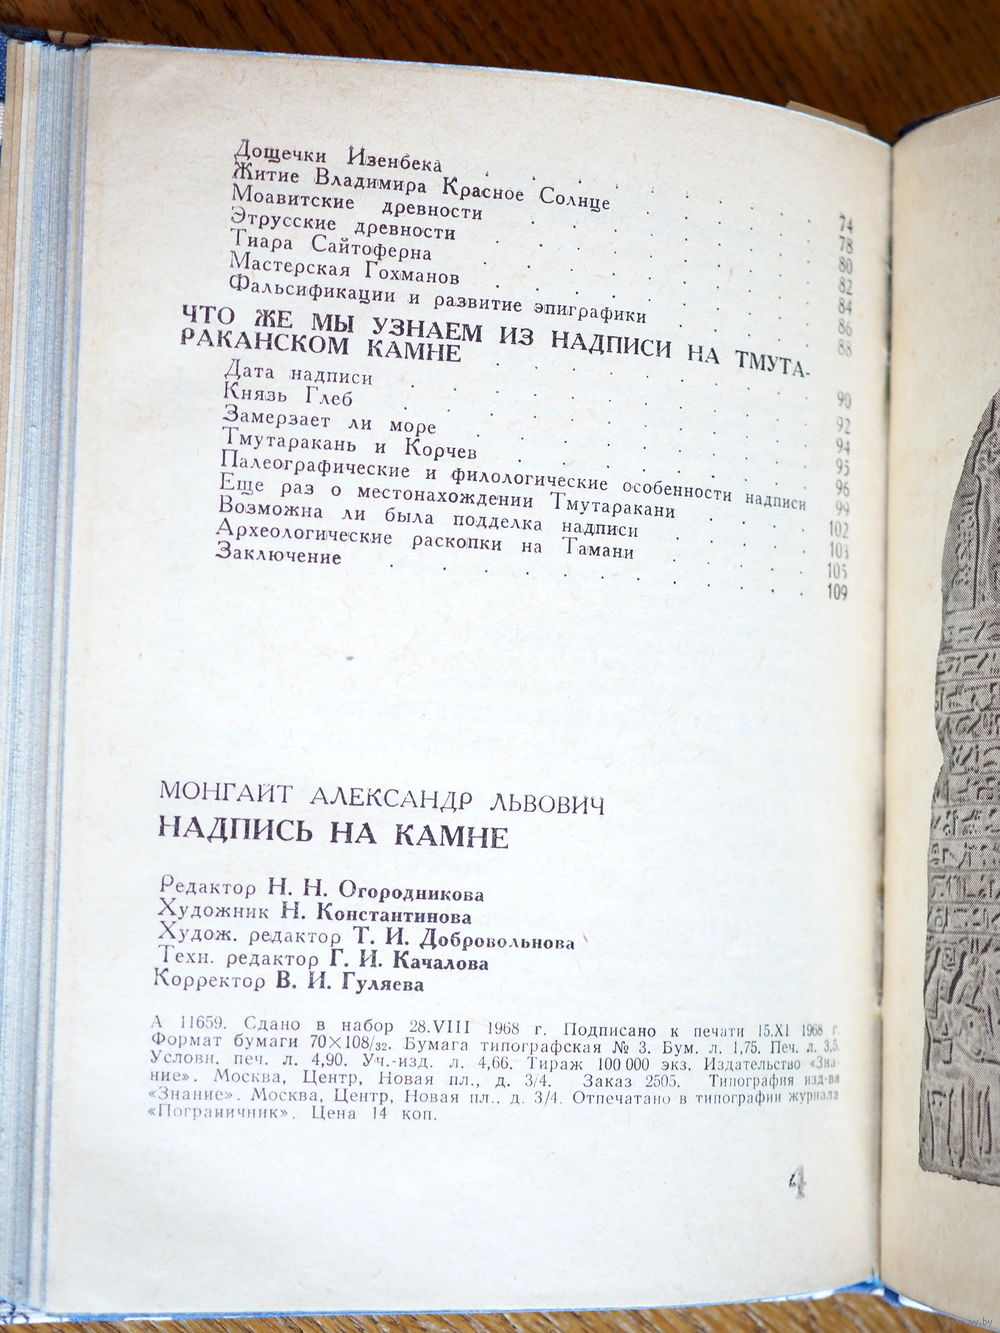 Дощечки Изенбека . . . . . . . 74
Житие Владимира Красное Солнце . . . . 78
Моавитские древности . . . . . . 80
Этрусские древности . . . . . . 82
Тиара Сайтоферна . . . . . . . 84
Мастерская Гохманов . . . . . . 86
Фальсификации и развитие эпиграфики . . . 88
ЧТО ЖЕ МЫ УЗНАЕМ ИЗ НАДПИСИ НА ТМУТА-
РАКАНСКОМ КАМНЕ . . . . . . . 90
Дата надписи . . . . . . . . 92
Князь Глеб . . . . . . . . 94
Замерзает ли море . . . . . . . 95
Тмутаракань и Корчев . . . . . . 96
Палеографические и филологические особенности надписи 99
Еще раз о местонахождении Тмутаракани . . . 102
Возможна ли была подделка надписи . . . . 103
Археологические раскопки на Тамани . . . . 105
Заключение . . . . . . . . 109
МОНГАЙТ АЛЕКСАНДР ЛЬВОВИЧ
НАДПИСЬ НА КАМНЕ
Редактор Н. Н. Огородникова
Художник Н. Константинова
Худож. редактор Т. И. Добровольнова
Техн. редактор Г. И. Качалова
Корректор В. И. Гуляева
А 11659. Сдано в набор 28.VIII 1968 г. Подписано к печати 15.XI 1968 г.
Формат бумаги 70×108/32. Бумага типографская № 3. Бум. л. 1,75. Печ. л. 3,5
Условн. печ. л. 4,90. Уч.-изд. л. 4,66. Тираж 100 000 экз. Издательство «Зна-
ние». Москва, Центр, Новая пл., д. 3/4. Заказ 2505. Типография изд-ва
«Знание». Москва, Центр, Новая пл., д. 3/4. Отпечатано в типографии журнала
«Пограничник». Цена 14 коп.
4